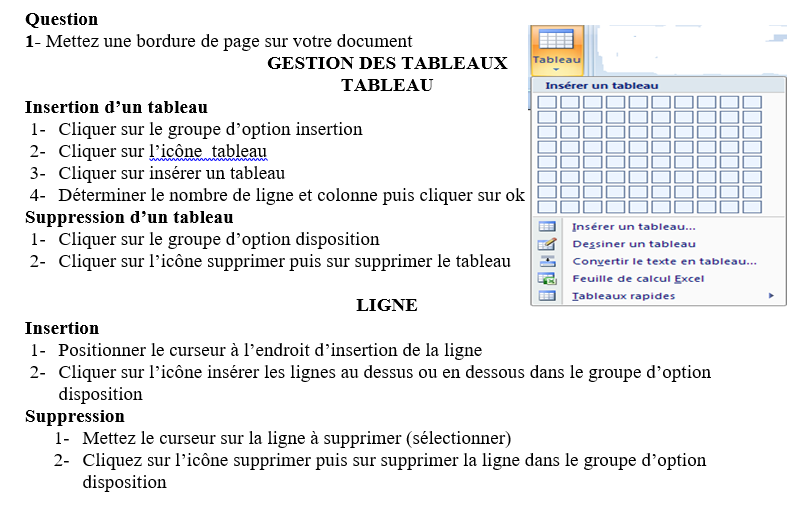 Question
1- Mettez une bordure de page sur votre document
GESTION DES TABLEAUX
TABLEAU
Insertion d'un tableau
1- Cliquer sur le groupe d'option insertion
2- Cliquer sur l'icône tableau
3- Cliquer sur insérer un tableau
4- Déterminer le nombre de ligne et colonne puis cliquer sur ok
Suppression d'un tableau
1- Cliquer sur le groupe d'option disposition
2- Cliquer sur l'icône supprimer puis sur supprimer le tableau
Tableau
Insérer un tableau
Insérer un tableau...
Dessiner un tableau
Convertir le texte en tableau...
Feuille de calcul Excel
Tableaux rapides
LIGNE
Insertion
1- Positionner le curseur à l'endroit d'insertion de la ligne
2- Cliquer sur l'icône insérer les lignes au dessus ou en dessous dans le groupe d'option
disposition
Suppression
1- Mettez le curseur sur la ligne à supprimer (sélectionner)
2- Cliquez sur l'icône supprimer puis sur supprimer la ligne dans le groupe d'option
disposition